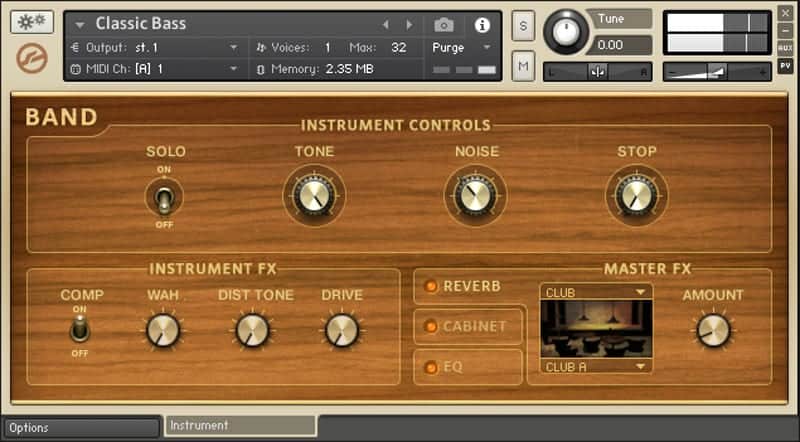 Classic Bass
Output: st. 1
Voices: 1 Max: 32
Purge
MIDI Ch: [A] 1
Memory: 2.35 MB
S
M
Tune
0.00
L R
- +
AUX
PV
BAND
INSTRUMENT CONTROLS
SOLO TONE NOISE STOP
ON
OFF
INSTRUMENT FX
COMP WAH DIST TONE DRIVE
ON
OFF
REVERB
CABINET
EQ
MASTER FX
CLUB
AMOUNT
CLUB A
Options
Instrument